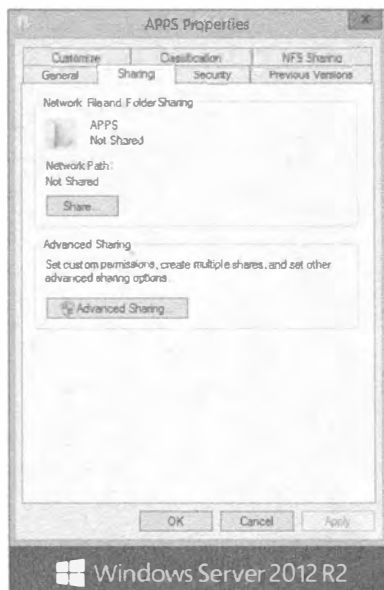 APPS Properties
x
Customize Classification NFS Sharing
General Sharing Security Previous Versions
Network File and Folder Sharing
APPS
Not Shared
Network Path:
Not Shared
Share...
Advanced Sharing
Set custom permissions, create multiple shares, and set other
advanced sharing options.
Advanced Sharing...
OK Cancel Apply
Windows Server 2012 R2